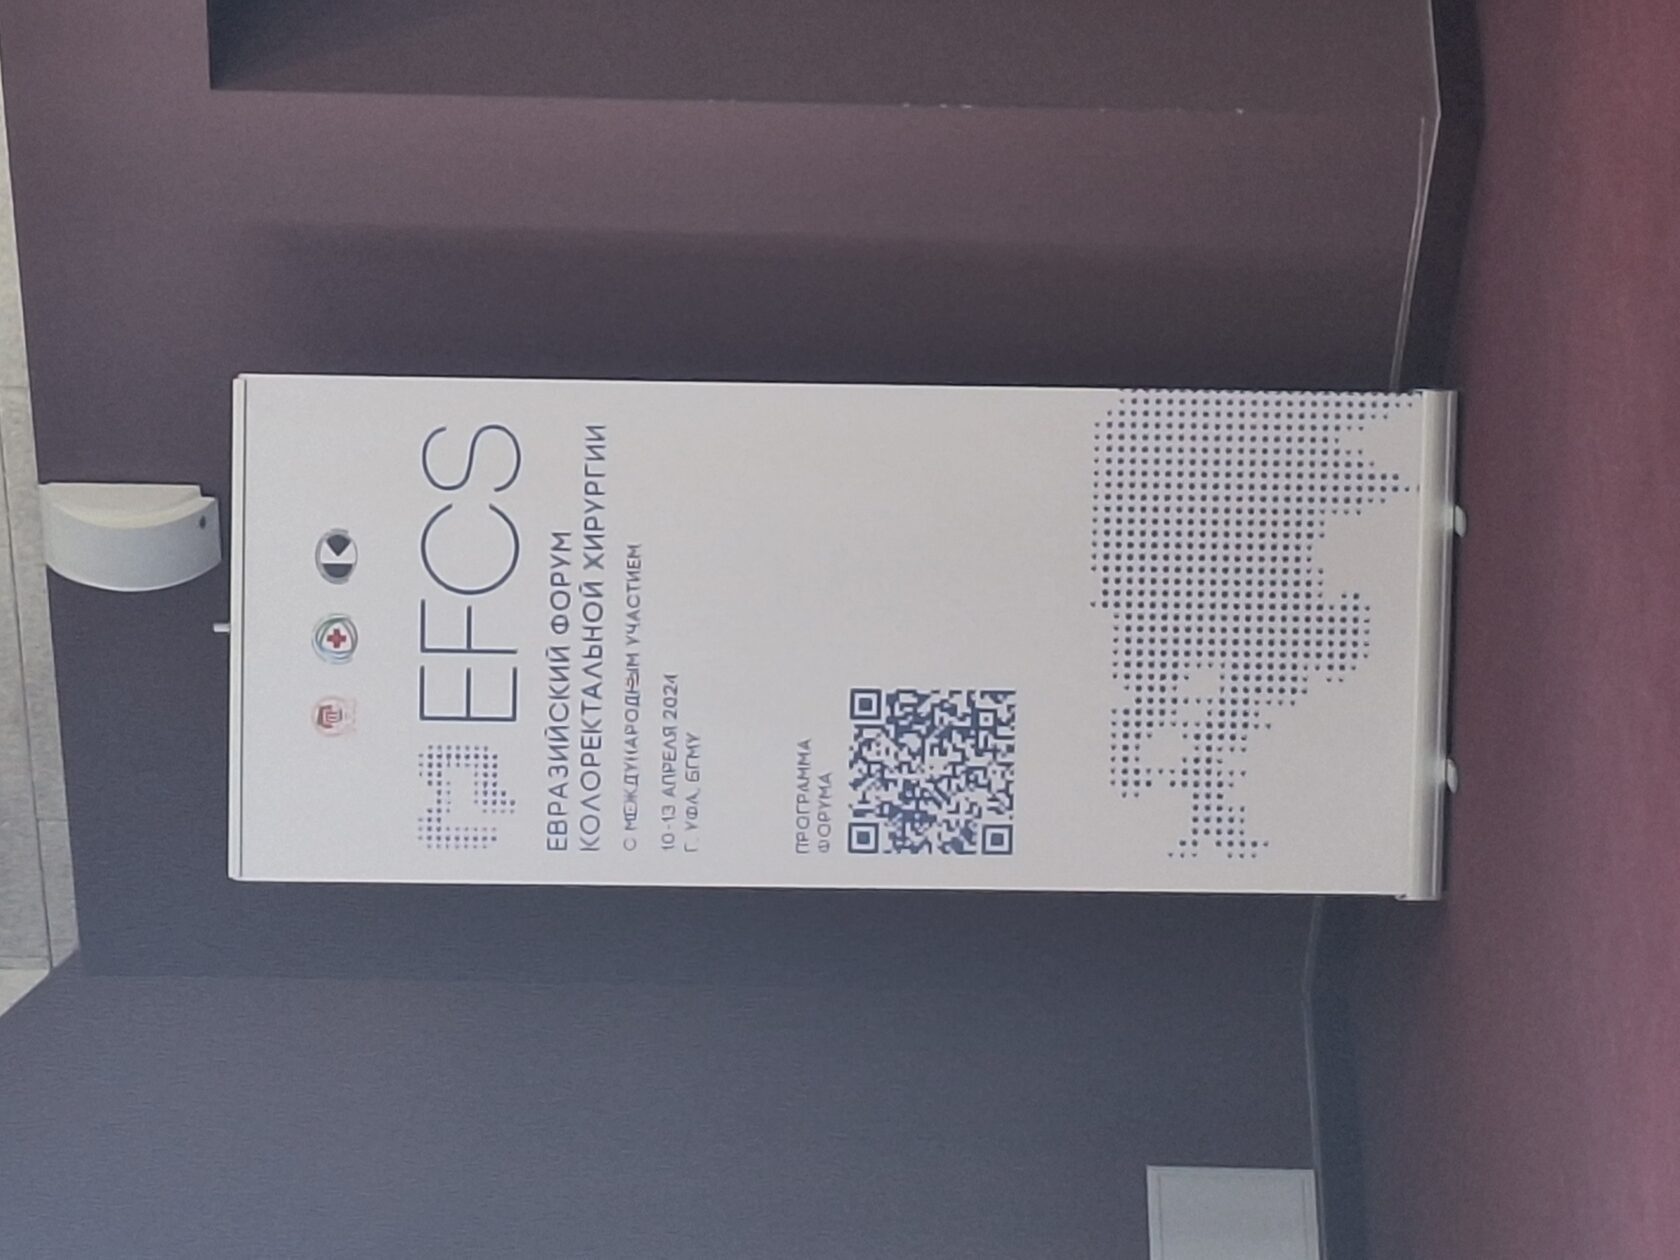 EFCS
ЕВРАЗИЙСКИЙ ФОРУМ
КОЛОРЕКТАЛЬНОЙ ХИРУРГИИ
С МЕЖДУНАРОДНЫМ УЧАСТИЕМ
10-13 АПРЕЛЯ 2024
Г. УФА, БГМУ
ПРОГРАММА
ФОРУМА